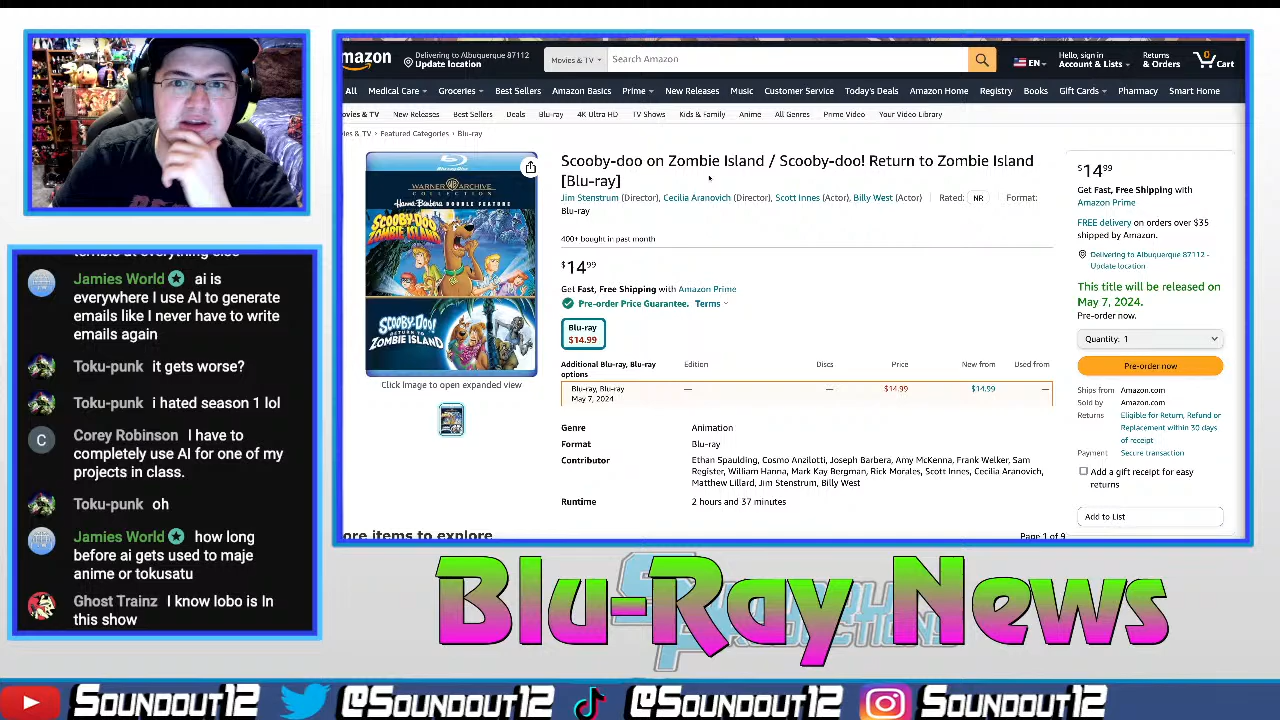 mazon
Delivering to Albuquerque 87112
Update location
Movies & TV
Search Amazon
EN
Hello, sign in
Account & Lists
Returns
& Orders
0
Cart
All
Medical Care
Groceries
Best Sellers
Amazon Basics
Prime
New Releases
Music
Customer Service
Today's Deals
Amazon Home
Registry
Books
Gift Cards
Pharmacy
Smart Home
ovies & TV
New Releases
Best Sellers
Deals
Blu-ray
4K Ultra HD
TV Shows
Kids & Family
Anime
All Genres
Prime Video
Your Video Library
vies & TV › Featured Categories › Blu-ray
WARNER ARCHIVE
COLLECTION
Hanna-Barbera DOUBLE FEATURE
SCOOBY-DOO
ZOMBIE ISLAND
SCOOBY-DOO!
RETURN TO
ZOMBIE ISLAND
Click image to open expanded view
Scooby-doo on Zombie Island / Scooby-doo! Return to Zombie Island
[Blu-ray]
Jim Stenstrum (Director), Cecilia Aranovich (Director), Scott Innes (Actor), Billy West (Actor)
Rated: NR
Format:
Blu-ray
400+ bought in past month
$14⁹⁹
Get Fast, Free Shipping with Amazon Prime
Pre-order Price Guarantee. Terms
Blu-ray
$14.99
Additional Blu-ray, Blu-ray
options
Edition
Discs
Price
New from
Used from
Blu-ray, Blu-ray
May 7, 2024
—
—
$14.99
$14.99
—
Genre
Animation
Format
Blu-ray
Contributor
Ethan Spaulding, Cosmo Anzilotti, Joseph Barbera, Amy McKenna, Frank Welker, Sam
Register, William Hanna, Mark Kay Bergman, Rick Morales, Scott Innes, Cecilia Aranovich,
Matthew Lillard, Jim Stenstrum, Billy West
Runtime
2 hours and 37 minutes
ore items to explore
Page 1 of 9
$14⁹⁹
Get Fast, Free Shipping with
Amazon Prime
FREE delivery on orders over $35
shipped by Amazon.
Delivering to Albuquerque 87112 -
Update location
This title will be released on
May 7, 2024.
Pre-order now.
Quantity: 1
Pre-order now
Ships from Amazon.com
Sold by Amazon.com
Returns Eligible for Return, Refund or
Replacement within 30 days
of receipt
Payment Secure transaction
Add a gift receipt for easy
returns
Add to List
terrible at everything else
Jamies World ai is
everywhere I use AI to generate
emails like I never have to write
emails again
Toku-punk it gets worse?
Toku-punk i hated season 1 lol
C
Corey Robinson I have to
completely use AI for one of my
projects in class.
Toku-punk oh
Jamies World how long
before ai gets used to maje
anime or tokusatu
Ghost Trainz I know lobo is In
this show
Blu-Ray News
SOUNDOUT12
@SOUNDOUT12
@SOUNDOUT12
SOUNDOUT12